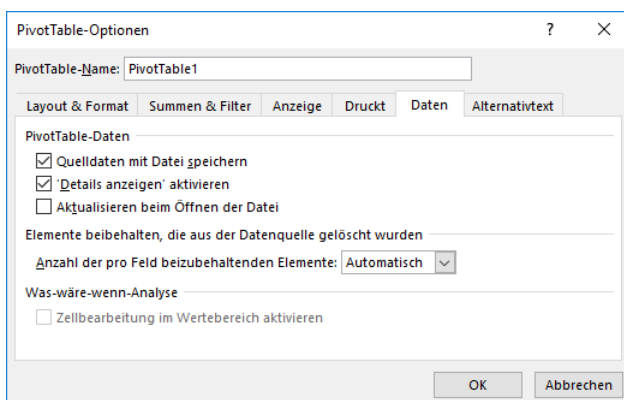 PivotTable-Optionen ? ×
PivotTable-Name: PivotTable1
Layout & Format Summen & Filter Anzeige Druckt Daten Alternativtext
PivotTable-Daten
Quelldaten mit Datei speichern
'Details anzeigen' aktivieren
Aktualisieren beim Öffnen der Datei
Elemente beibehalten, die aus der Datenquelle gelöscht wurden
Anzahl der pro Feld beizubehaltenden Elemente: Automatisch
Was-wäre-wenn-Analyse
Zellbearbeitung im Wertebereich aktivieren
OK Abbrechen